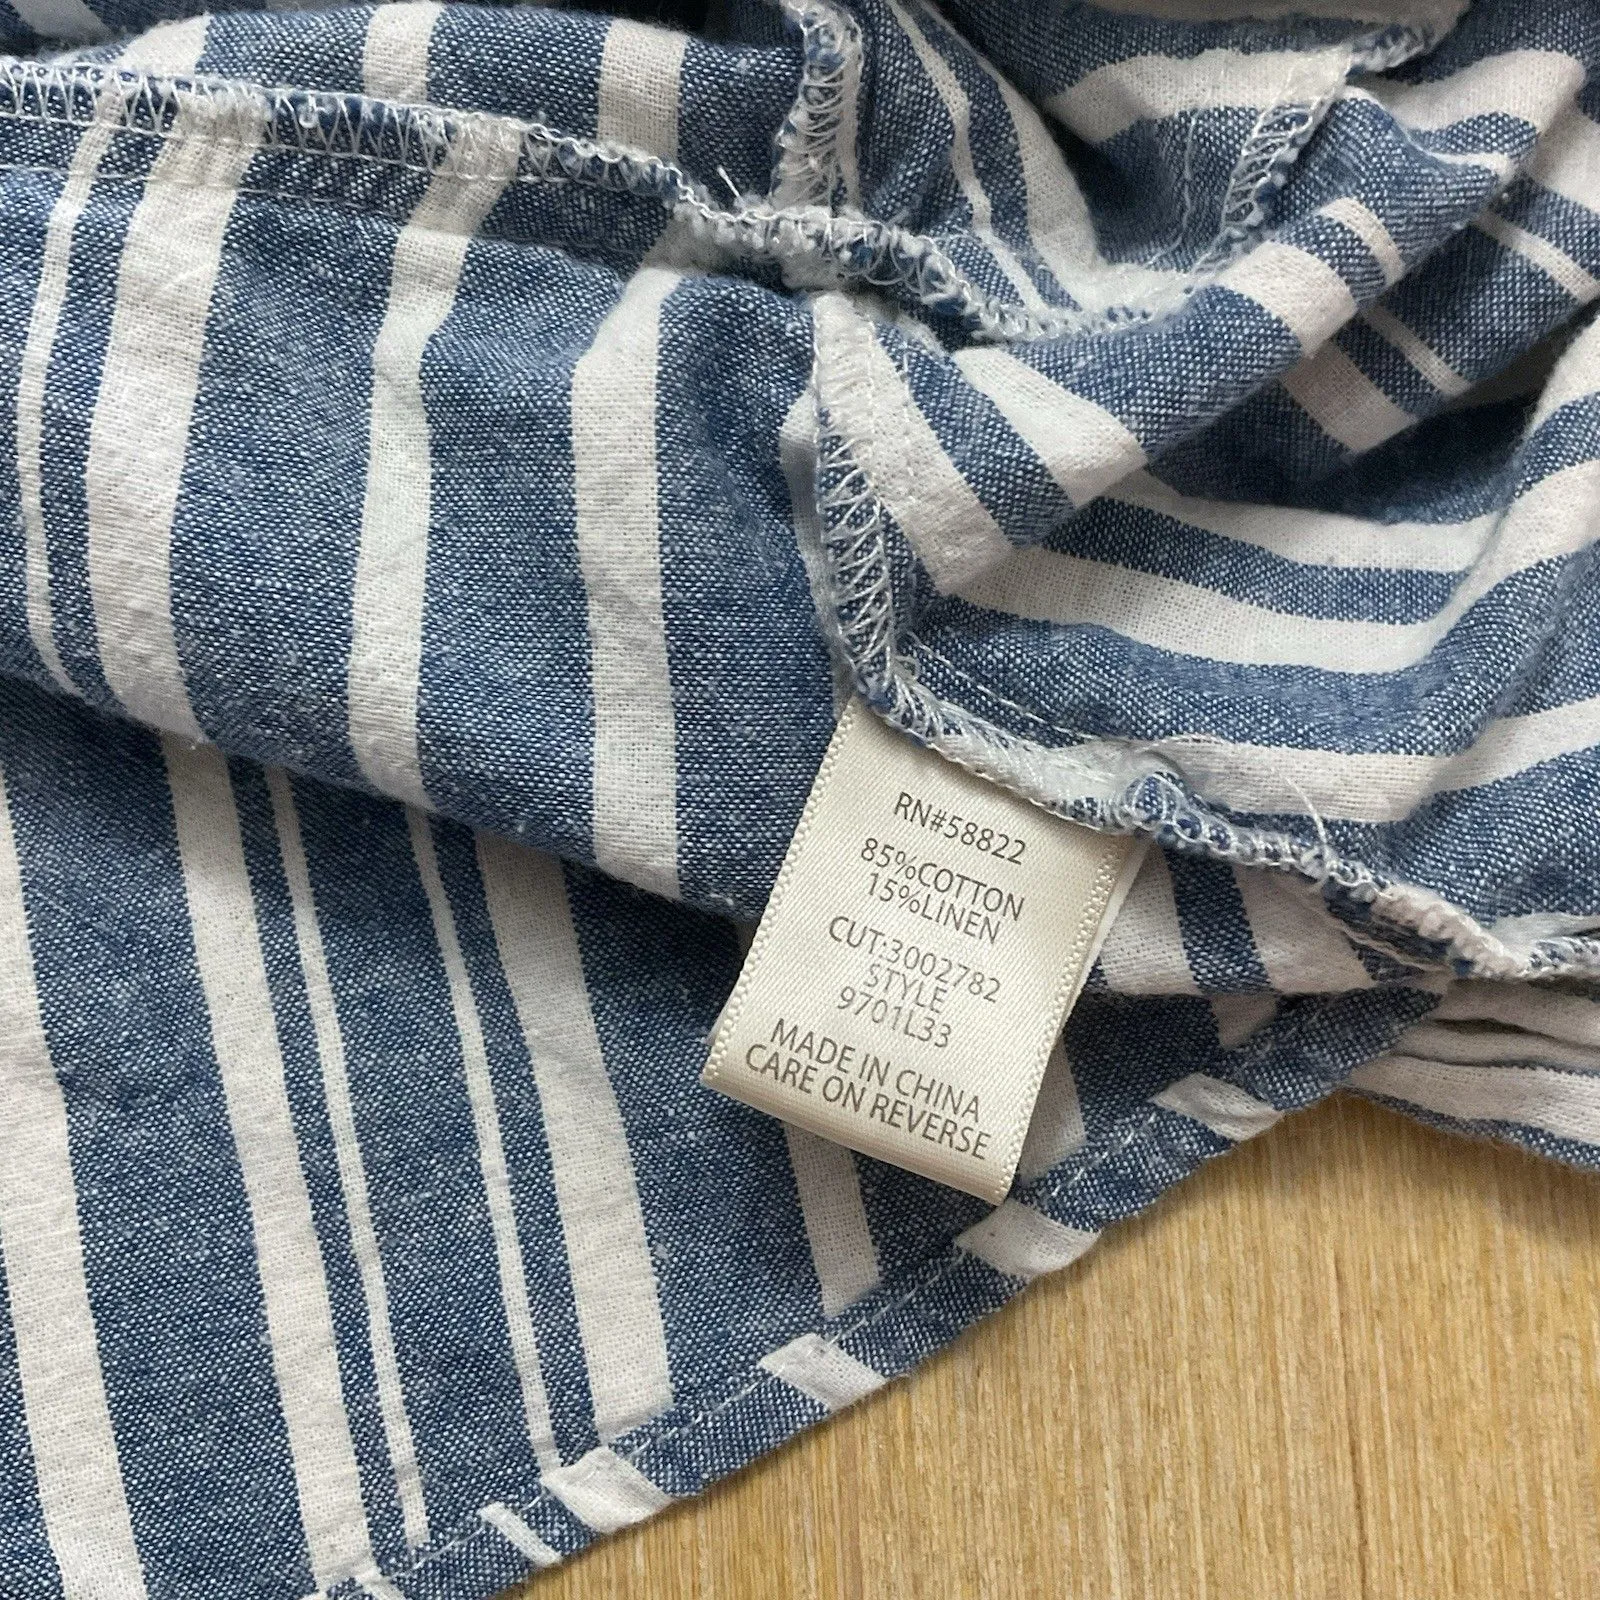 RN#58822
85%COTTON
15%LINEN
CUT:3002782
STYLE
9701L33
MADE IN CHINA
CARE ON REVERSE